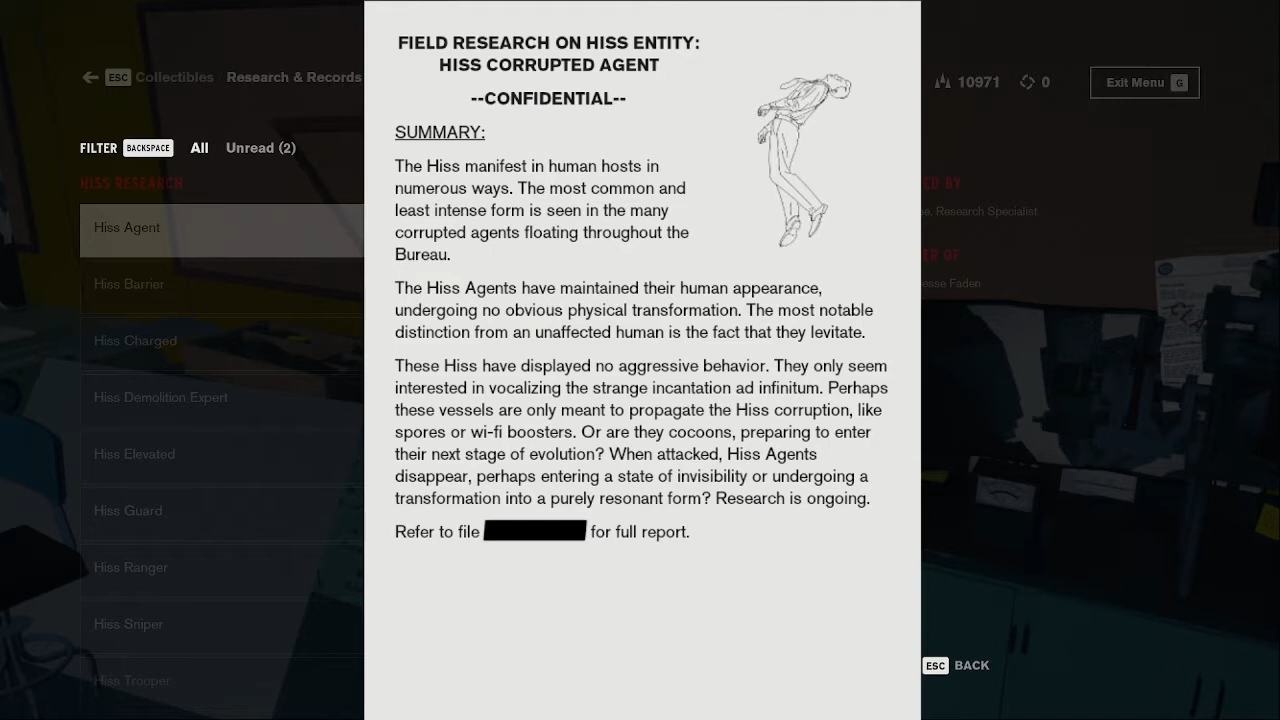 FIELD RESEARCH ON HISS ENTITY:
HISS CORRUPTED AGENT
--CONFIDENTIAL--
SUMMARY:
The Hiss manifest in human hosts in
numerous ways. The most common and
least intense form is seen in the many
corrupted agents floating throughout the
Bureau.
The Hiss Agents have maintained their human appearance,
undergoing no obvious physical transformation. The most notable
distinction from an unaffected human is the fact that they levitate.
These Hiss have displayed no aggressive behavior. They only seem
interested in vocalizing the strange incantation ad infinitum. Perhaps
these vessels are only meant to propagate the Hiss corruption, like
spores or wi-fi boosters. Or are they cocoons, preparing to enter
their next stage of evolution? When attacked, Hiss Agents
disappear, perhaps entering a state of invisibility or undergoing a
transformation into a purely resonant form? Research is ongoing.
Refer to file for full report.
ESC Collectibles Research & Records
10971 0
Exit Menu G
FILTER BACKSPACE All Unread (2)
HISS RESEARCH
Hiss Agent
Hiss Barrier
Hiss Charged
Hiss Demolition Expert
Hiss Elevated
Hiss Guard
Hiss Ranger
Hiss Sniper
Hiss Trooper
ED BY
e, Research Specialist
ER OF
esse Faden
ESC BACK